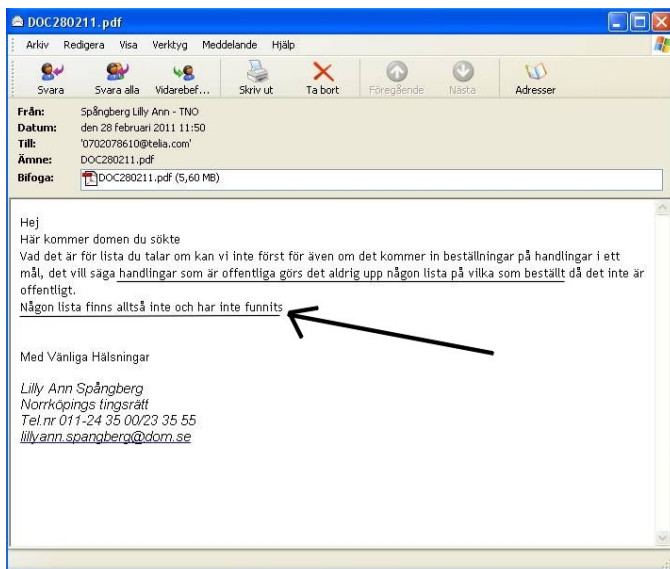 DOC280211.pdf
Arkiv Redigera Visa Verktyg Meddelande Hjälp
Svara Svara alla Vidarebef... Skriv ut Ta bort Föregående Nästa Adresser
Från: Spångberg Lilly Ann - TNO
Datum: den 28 februari 2011 11:50
Till: '0702078610@telia.com'
Ämne: DOC280211.pdf
Bifoga: DOC280211.pdf (5,60 MB)
Hej
Här kommer domen du sökte
Vad det är för lista du talar om kan vi inte först för även om det kommer in beställningar på handlingar i ett
mål, det vill säga handlingar som är offentliga görs det aldrig upp någon lista på vilka som beställt då det inte är
offentligt.
Någon lista finns alltså inte och har inte funnits
Med Vänliga Hälsningar
Lilly Ann Spångberg
Norrköpings tingsrätt
Tel.nr 011-24 35 00/23 35 55
lillyann.spangberg@dom.se